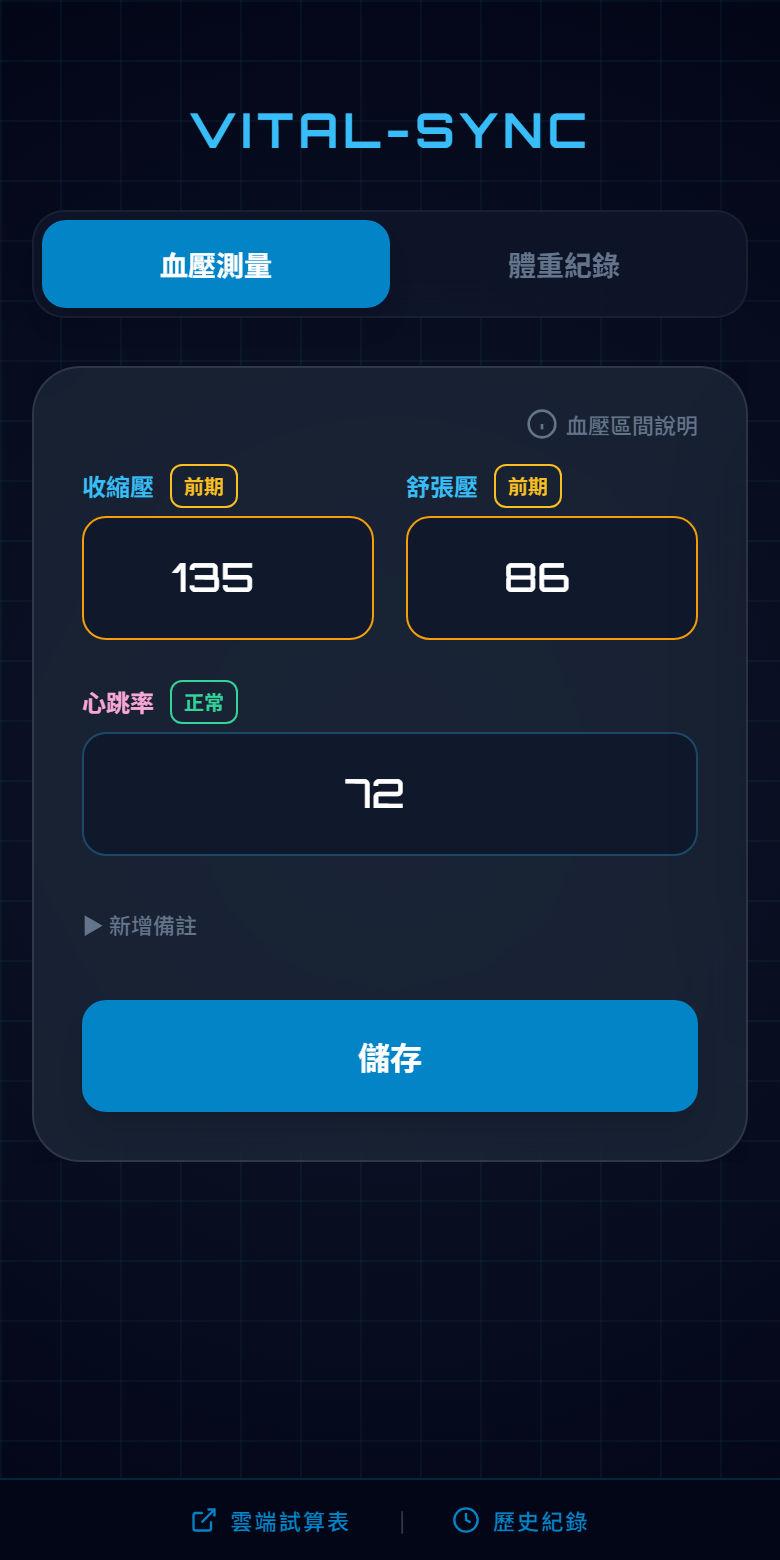 VITAL-SYNC
血壓測量 體重紀錄
血壓區間說明
收縮壓 前期 舒張壓 前期
135 86
心跳率 正常
72
▶ 新增備註
儲存
雲端試算表 | 歷史紀錄